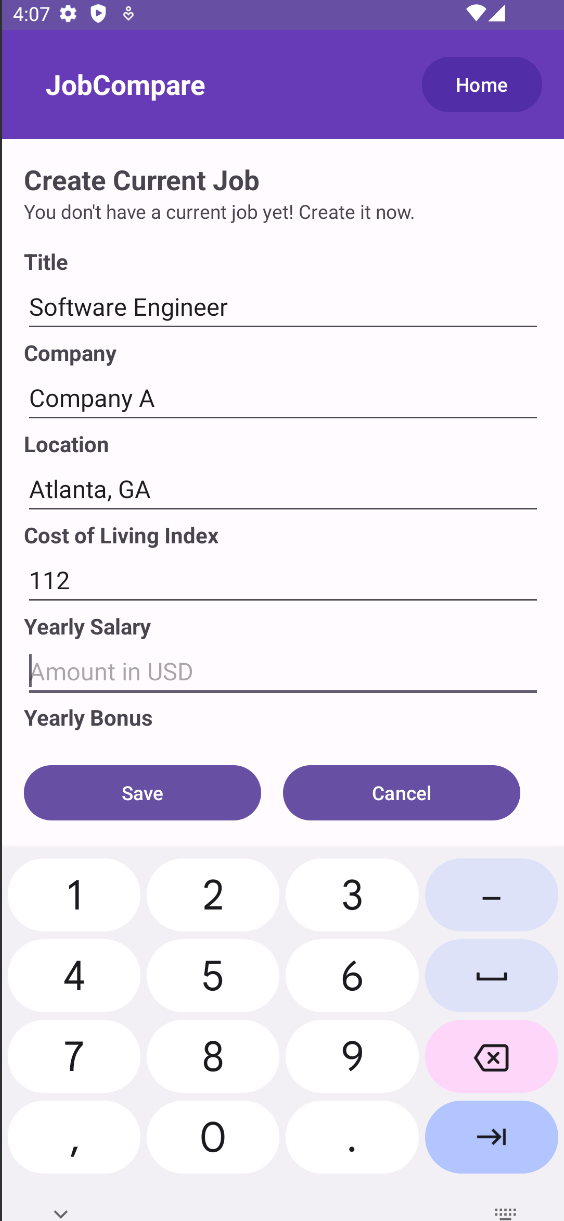 4:07
JobCompare
Home
Create Current Job
You don't have a current job yet! Create it now.
Title
Software Engineer
Company
Company A
Location
Atlanta, GA
Cost of Living Index
112
Yearly Salary
Amount in USD
Yearly Bonus
Save Cancel
1 2 3 –
4 5 6
7 8 9
, 0 .